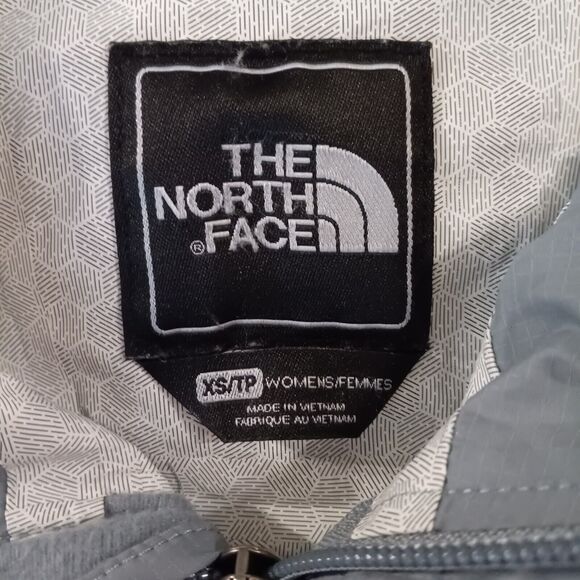 THE
NORTH
® FACE
XS/TP WOMENS/FEMMES
MADE IN VIETNAM
FABRIQUE AU VIETNAM